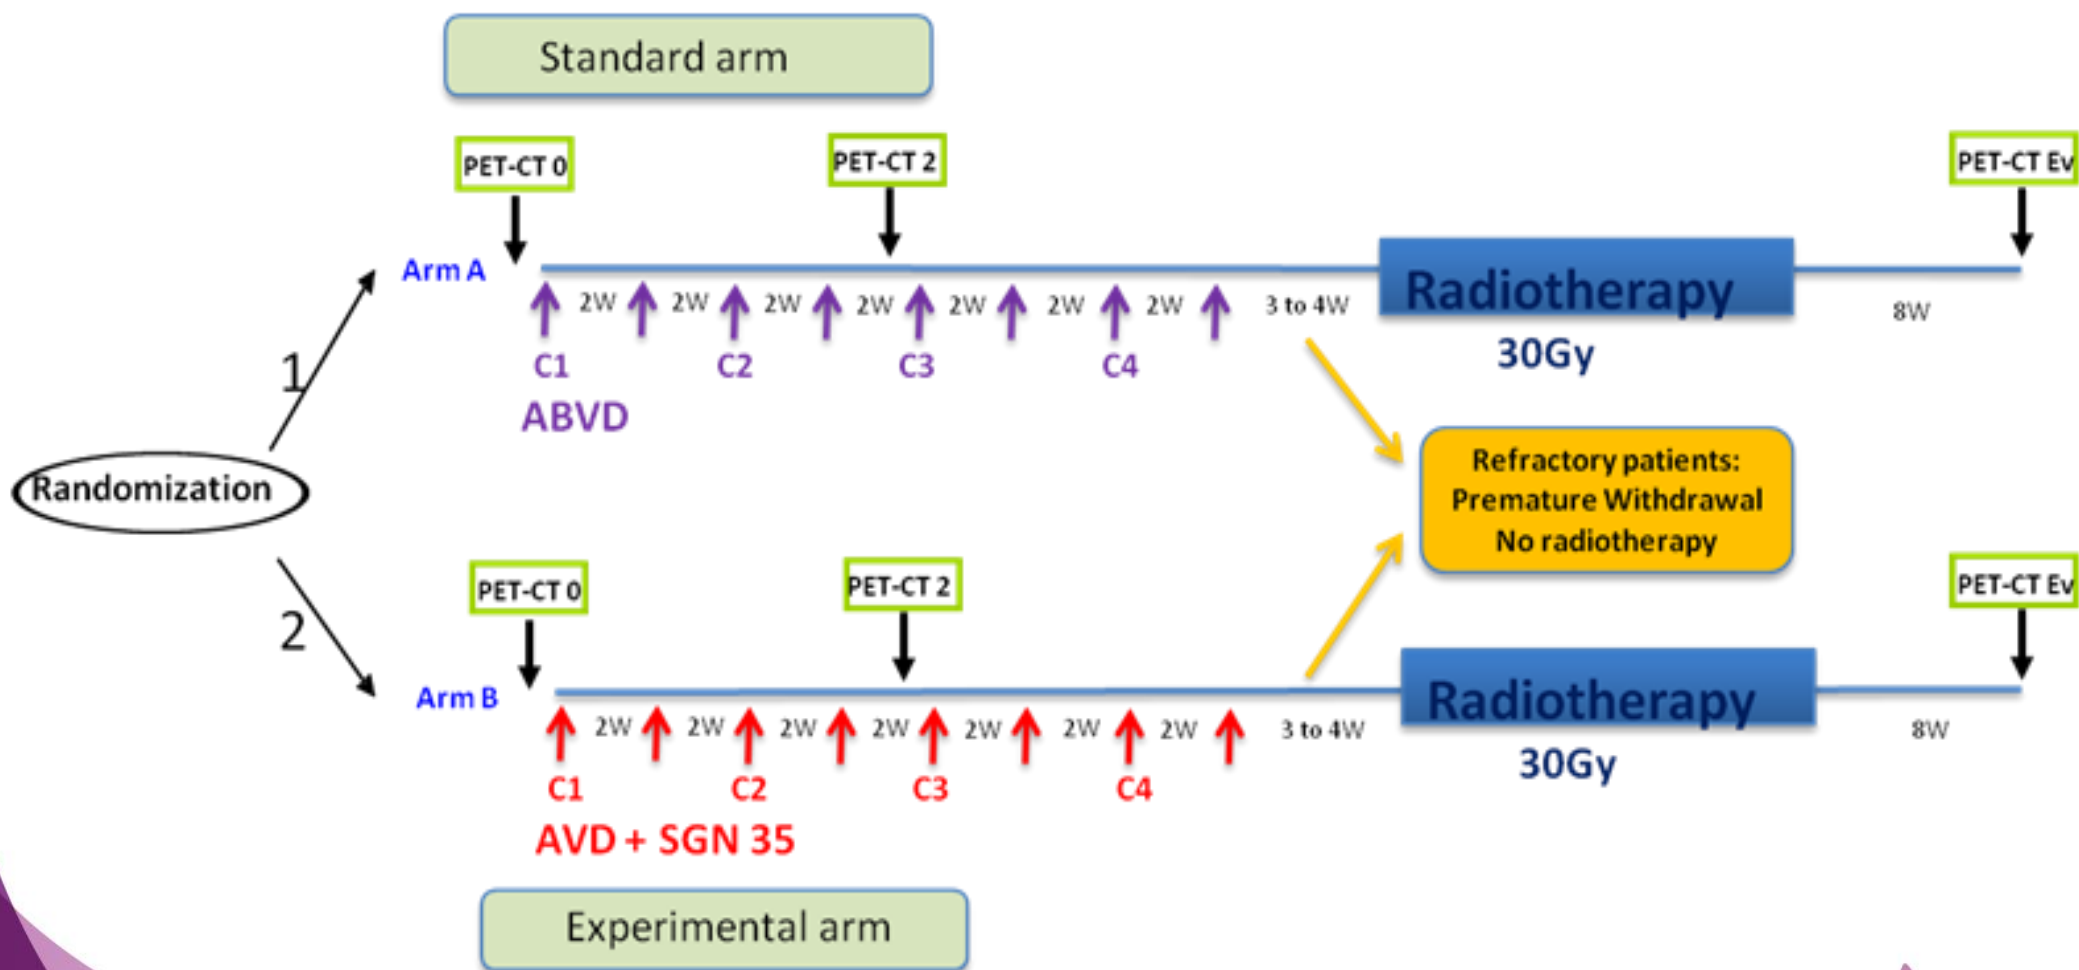 Standard arm
PET-CT 0
PET-CT 2
PET-CT Ev
Arm A
2W 2W 2W 2W 2W 2W 2W 3 to 4W
Radiotherapy
8W
30Gy
C1 C2 C3 C4
ABVD
1
Randomization
2
Refractory patients:
Premature Withdrawal
No radiotherapy
PET-CT 0
PET-CT 2
PET-CT Ev
Arm B
2W 2W 2W 2W 2W 2W 2W 3 to 4W
Radiotherapy
8W
30Gy
C1 C2 C3 C4
AVD + SGN 35
Experimental arm